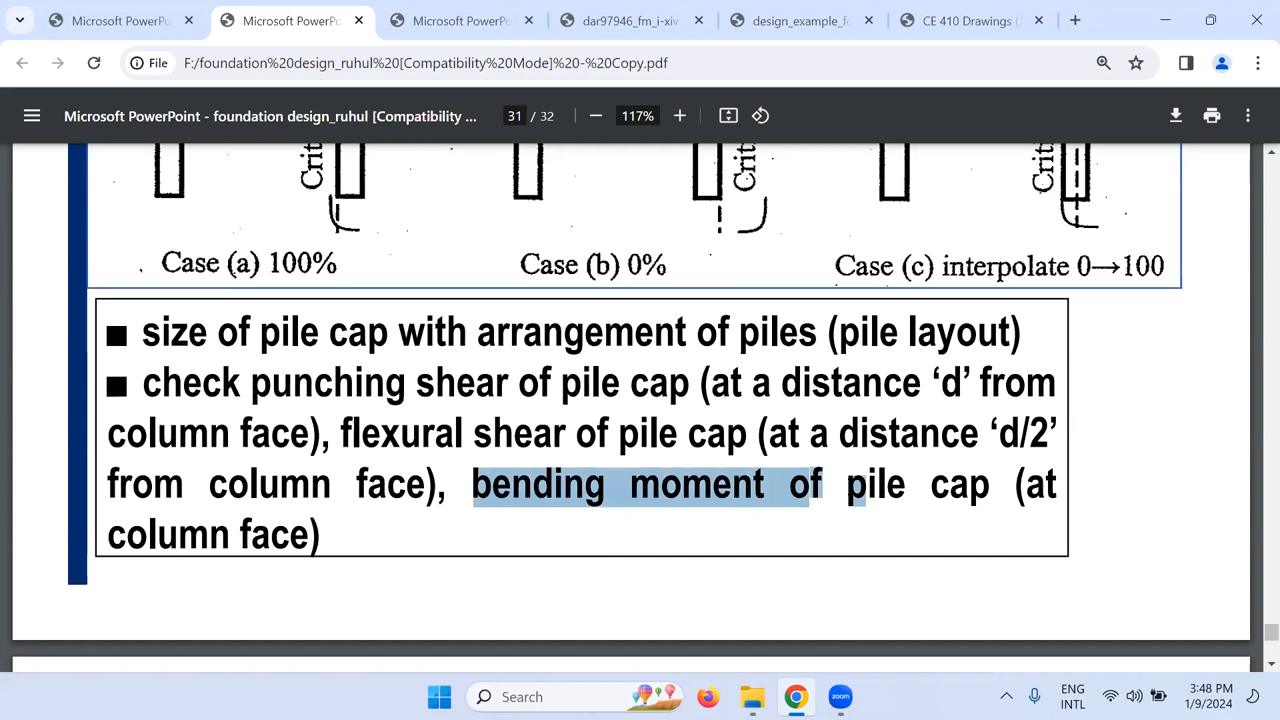 Microsoft PowerPo
Microsoft PowerPo
Microsoft PowerPo
dar97946_fm_i-xiv
design_example_fo
CE 410 Drawings (
File
F:/foundation%20design_ruhul [Compatibility%20Mode]%20-%20Copy.pdf
Microsoft PowerPoint - foundation design_ruhul [Compatibility ...
31 / 32
117%
Crit
Crit
Crit
Case (a) 100%
Case (b) 0%
Case (c) interpolate 0→100
■ size of pile cap with arrangement of piles (pile layout)
■ check punching shear of pile cap (at a distance ‘d’ from
column face), flexural shear of pile cap (at a distance ‘d/2’
from column face), bending moment of pile cap (at
column face)
Search
zoom
ENG
INTL
3:48 PM
1/9/2024